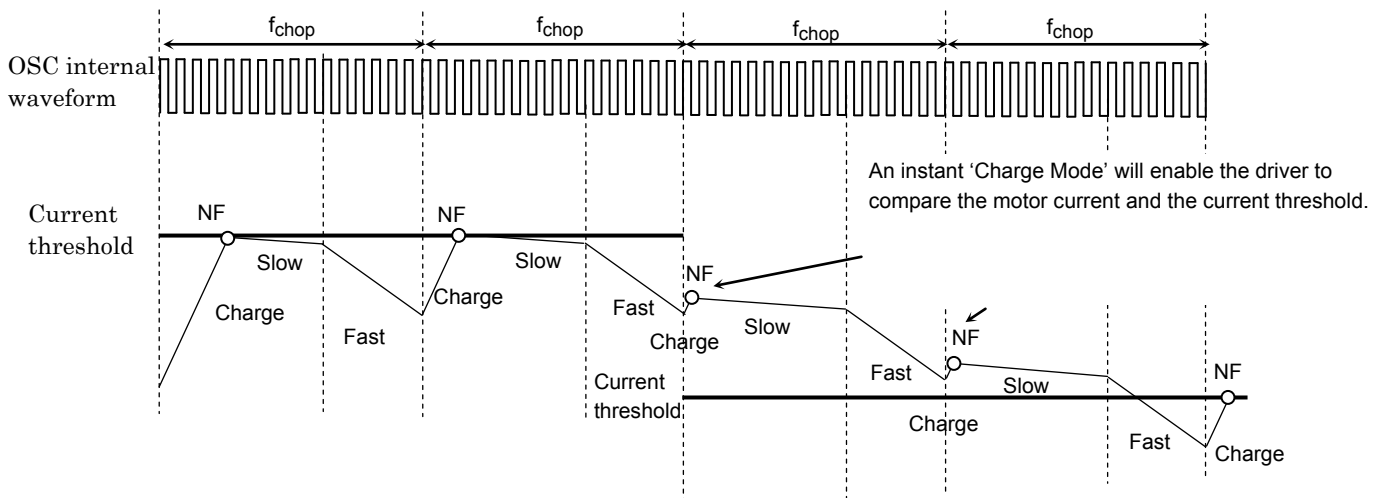 fchop
fchop
fchop
fchop
OSC internal
waveform
An instant ‘Charge Mode’ will enable the driver to
compare the motor current and the current threshold.
Current
threshold
NF
NF
Slow
Slow
Charge
Charge
Fast
Fast
NF
Charge
Slow
Fast
NF
Slow
NF
Current
threshold
Charge
Fast
Charge